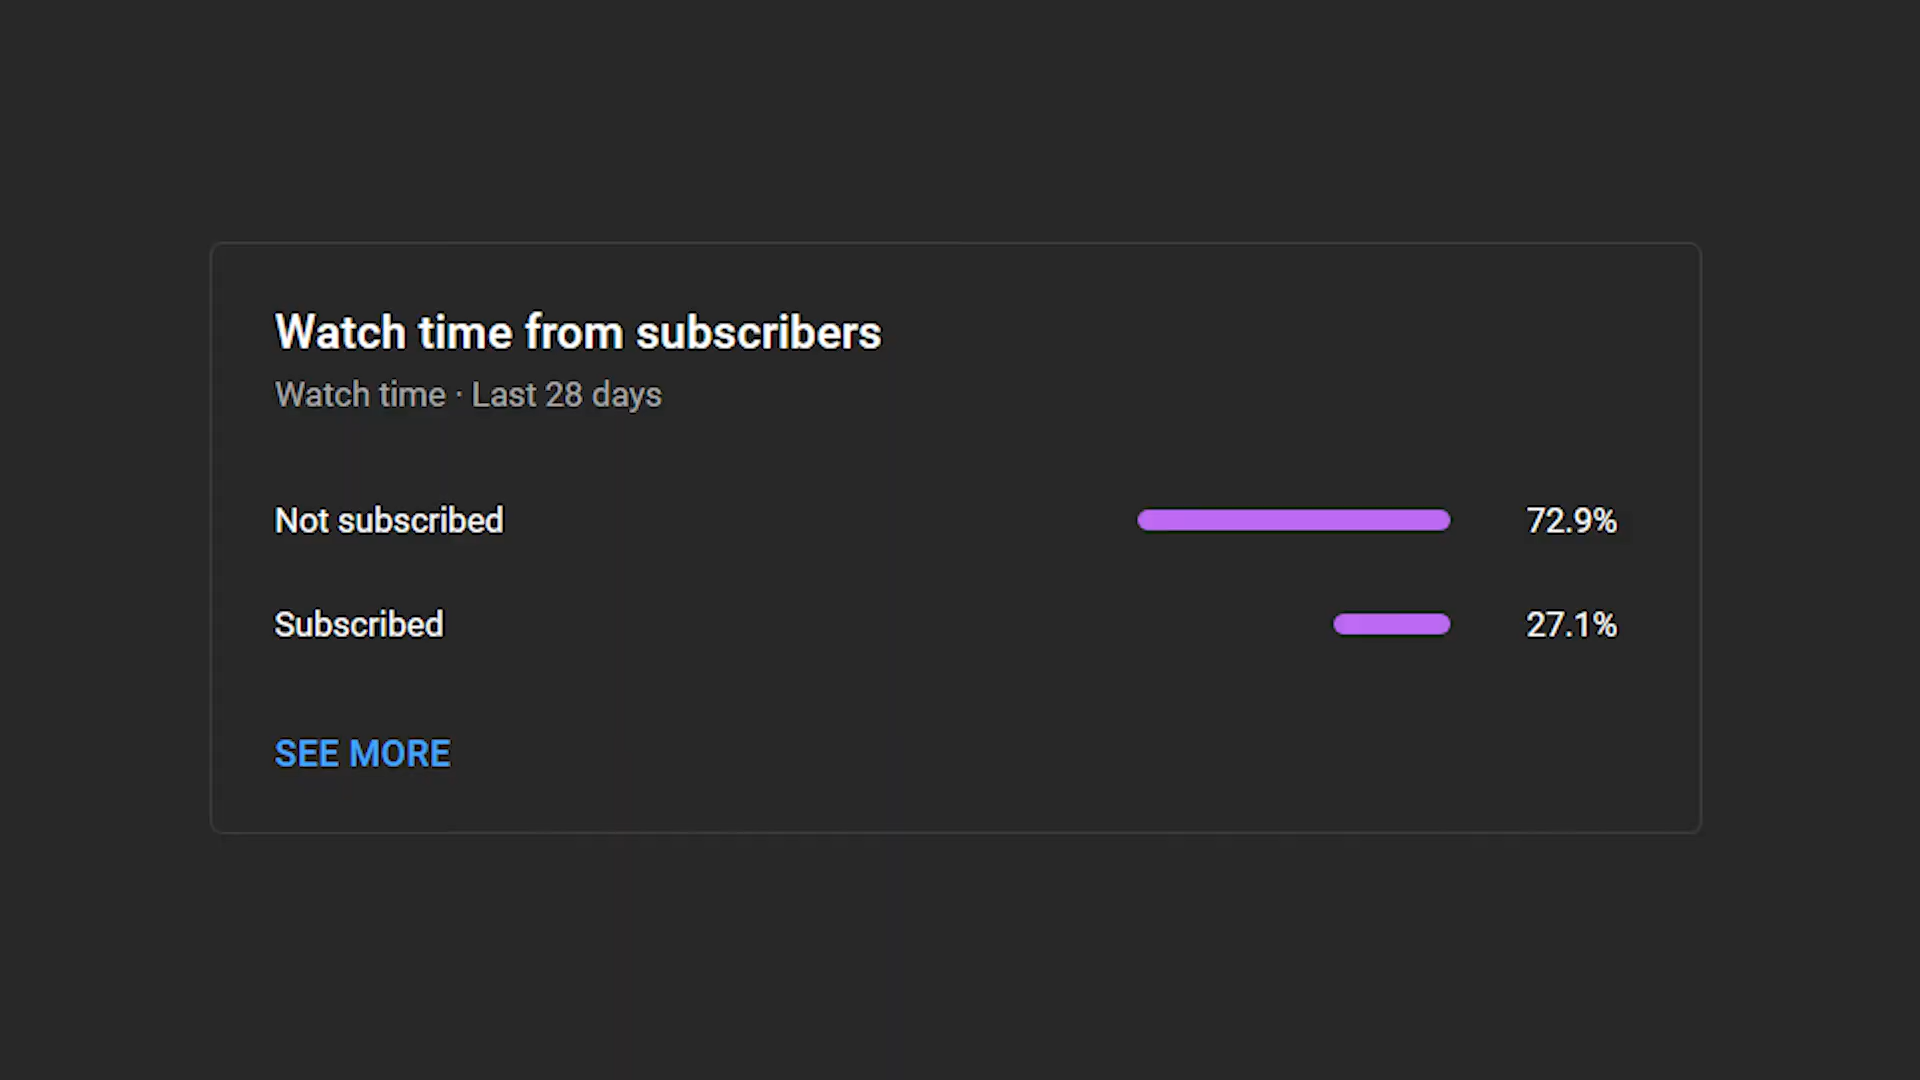 Watch time from subscribers
Watch time · Last 28 days
Not subscribed 72.9%
Subscribed 27.1%
SEE MORE